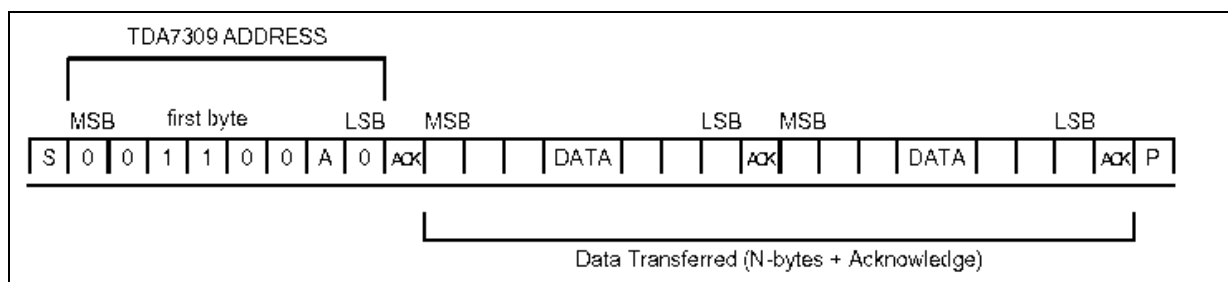 TDA7309 ADDRESS
MSB first byte LSB MSB LSB MSB LSB
S 0 0 1 1 0 0 A 0 ACK DATA ACK DATA ACK P
Data Transferred (N-bytes + Acknowledge)